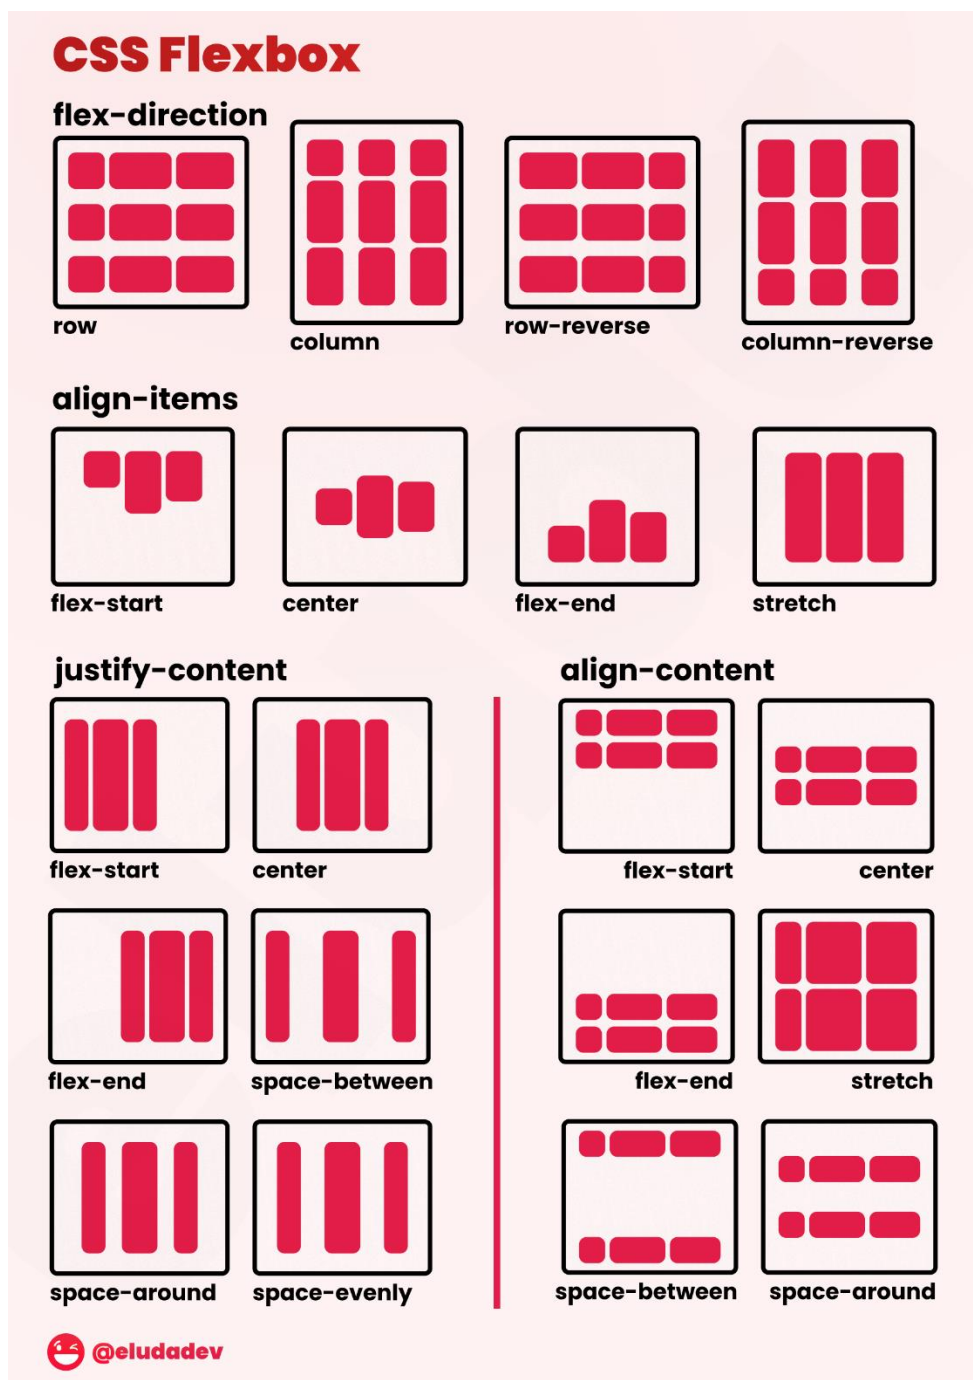 CSS Flexbox
flex-direction
row
column
row-reverse
column-reverse
align-items
flex-start
center
flex-end
stretch
justify-content
flex-start
center
flex-end
space-between
space-around
space-evenly
align-content
flex-start
center
flex-end
stretch
space-between
space-around
@eludadev